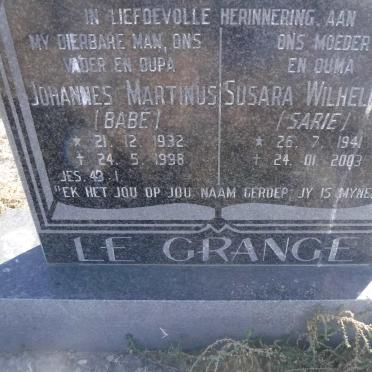 IN LIEFDEVOLLE HERINNERING AAN
MY DIERBARE MAN, ONS
VADER EN OUPA
JOHANNES MARTINUS
(BABE)
* 21. 12. 1932
+ 24. 5. 1998
ONS MOEDER
EN OUMA
SUSARA WILHEL
(SARIE)
* 26. 7. 1941
+ 24. 01 2003
JES. 43 : 1
"EK HET JOU OP JOU NAAM GEROEP; JY IS MYNE
LE GRANGE